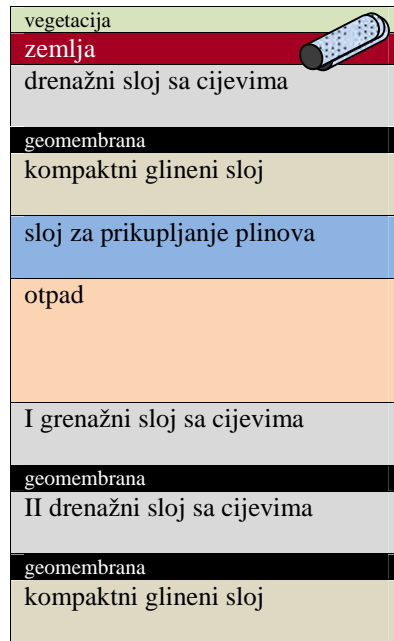 vegetacija
zemlja
drenažni sloj sa cijevima
geomembrana
kompaktni glineni sloj
sloj za prikupljanje plinova
otpad
I grenažni sloj sa cijevima
geomembrana
II drenažni sloj sa cijevima
geomembrana
kompaktni glineni sloj